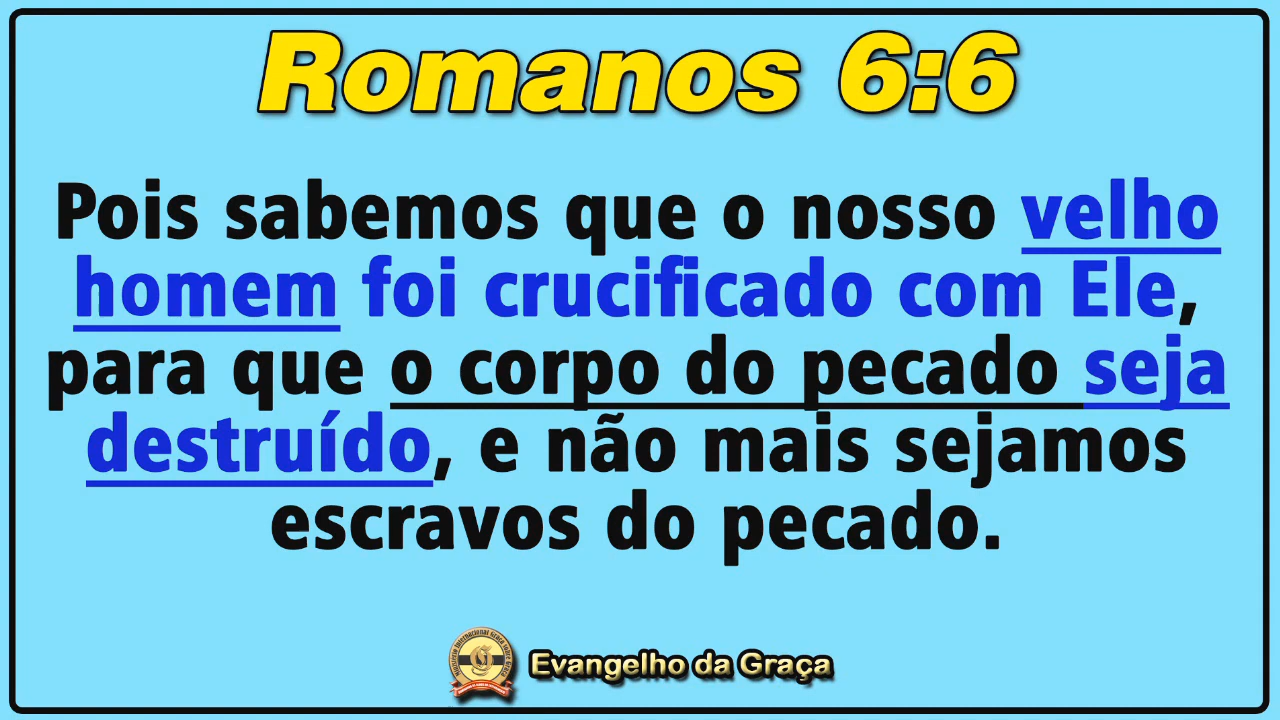 Romanos 6:6
Pois sabemos que o nosso velho
homem foi crucificado com Ele,
para que o corpo do pecado seja
destruído, e não mais sejamos
escravos do pecado.
Evangelho da Graça